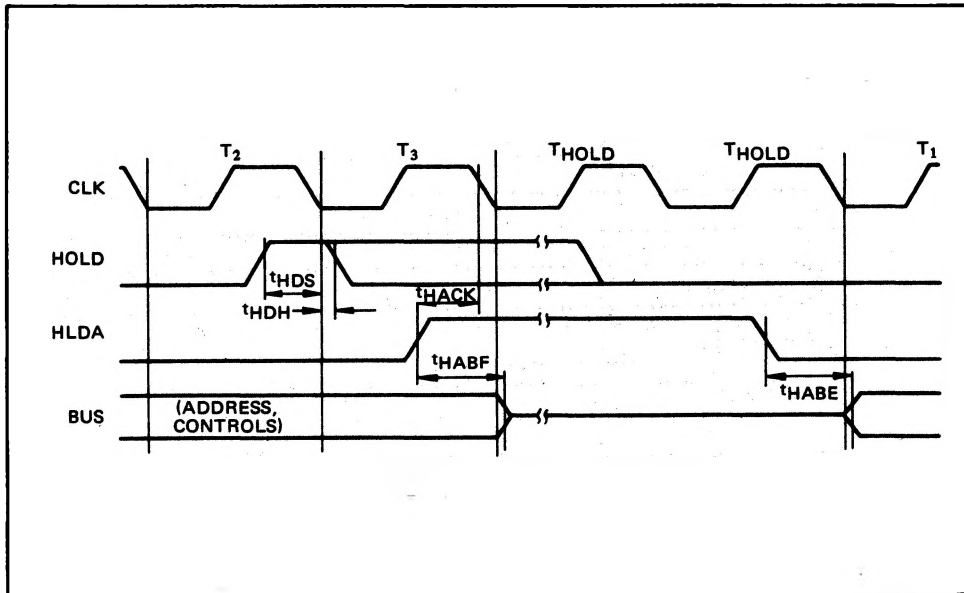 T2 T3 THOLD THOLD T1
CLK
HOLD
tHDS
tHACK
tHDH
HLDA
tHABF
tHABE
BUS
(ADDRESS,
CONTROLS)